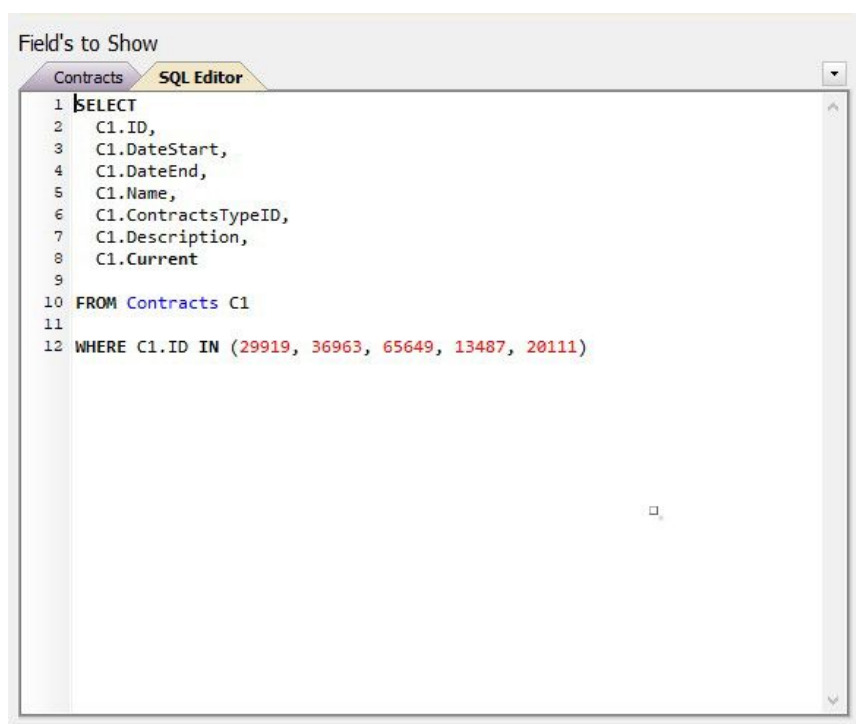 Field's to Show
Contracts SQL Editor
1 SELECT
2 C1.ID,
3 C1.DateStart,
4 C1.DateEnd,
5 C1.Name,
6 C1.ContractsTypeID,
7 C1.Description,
8 C1.Current
9
10 FROM Contracts C1
11
12 WHERE C1.ID IN (29919, 36963, 65649, 13487, 20111)